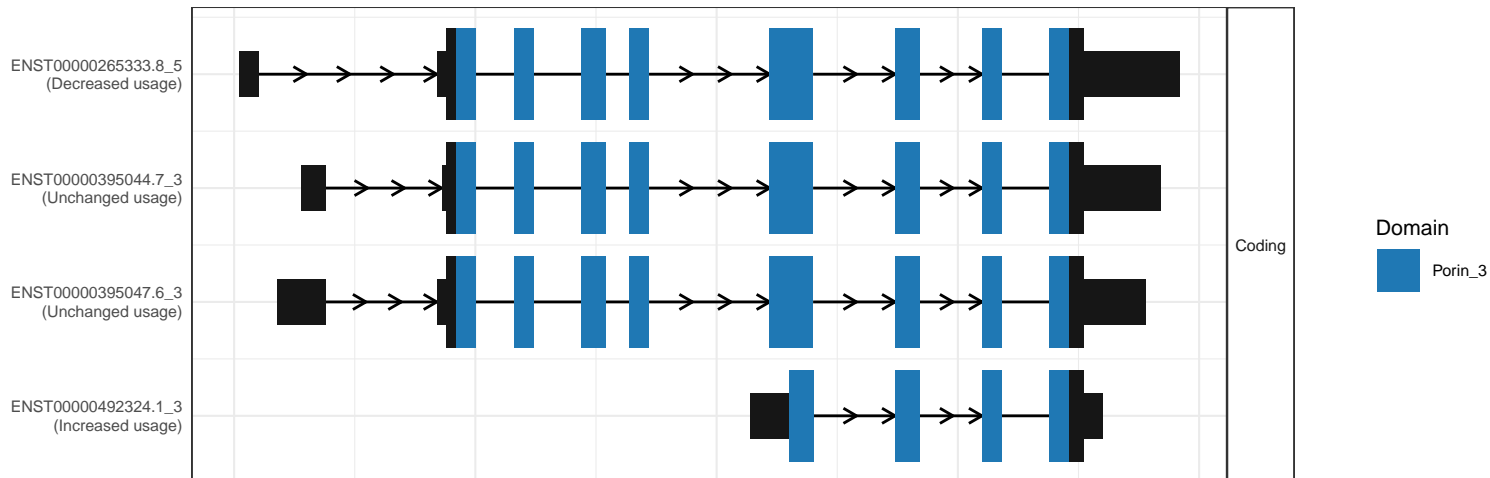 ENST00000265333.8_5
(Decreased usage)
ENST00000395044.7_3
(Unchanged usage)
ENST00000395047.6_3
(Unchanged usage)
ENST00000492324.1_3
(Increased usage)
Coding
Domain
Porin_3